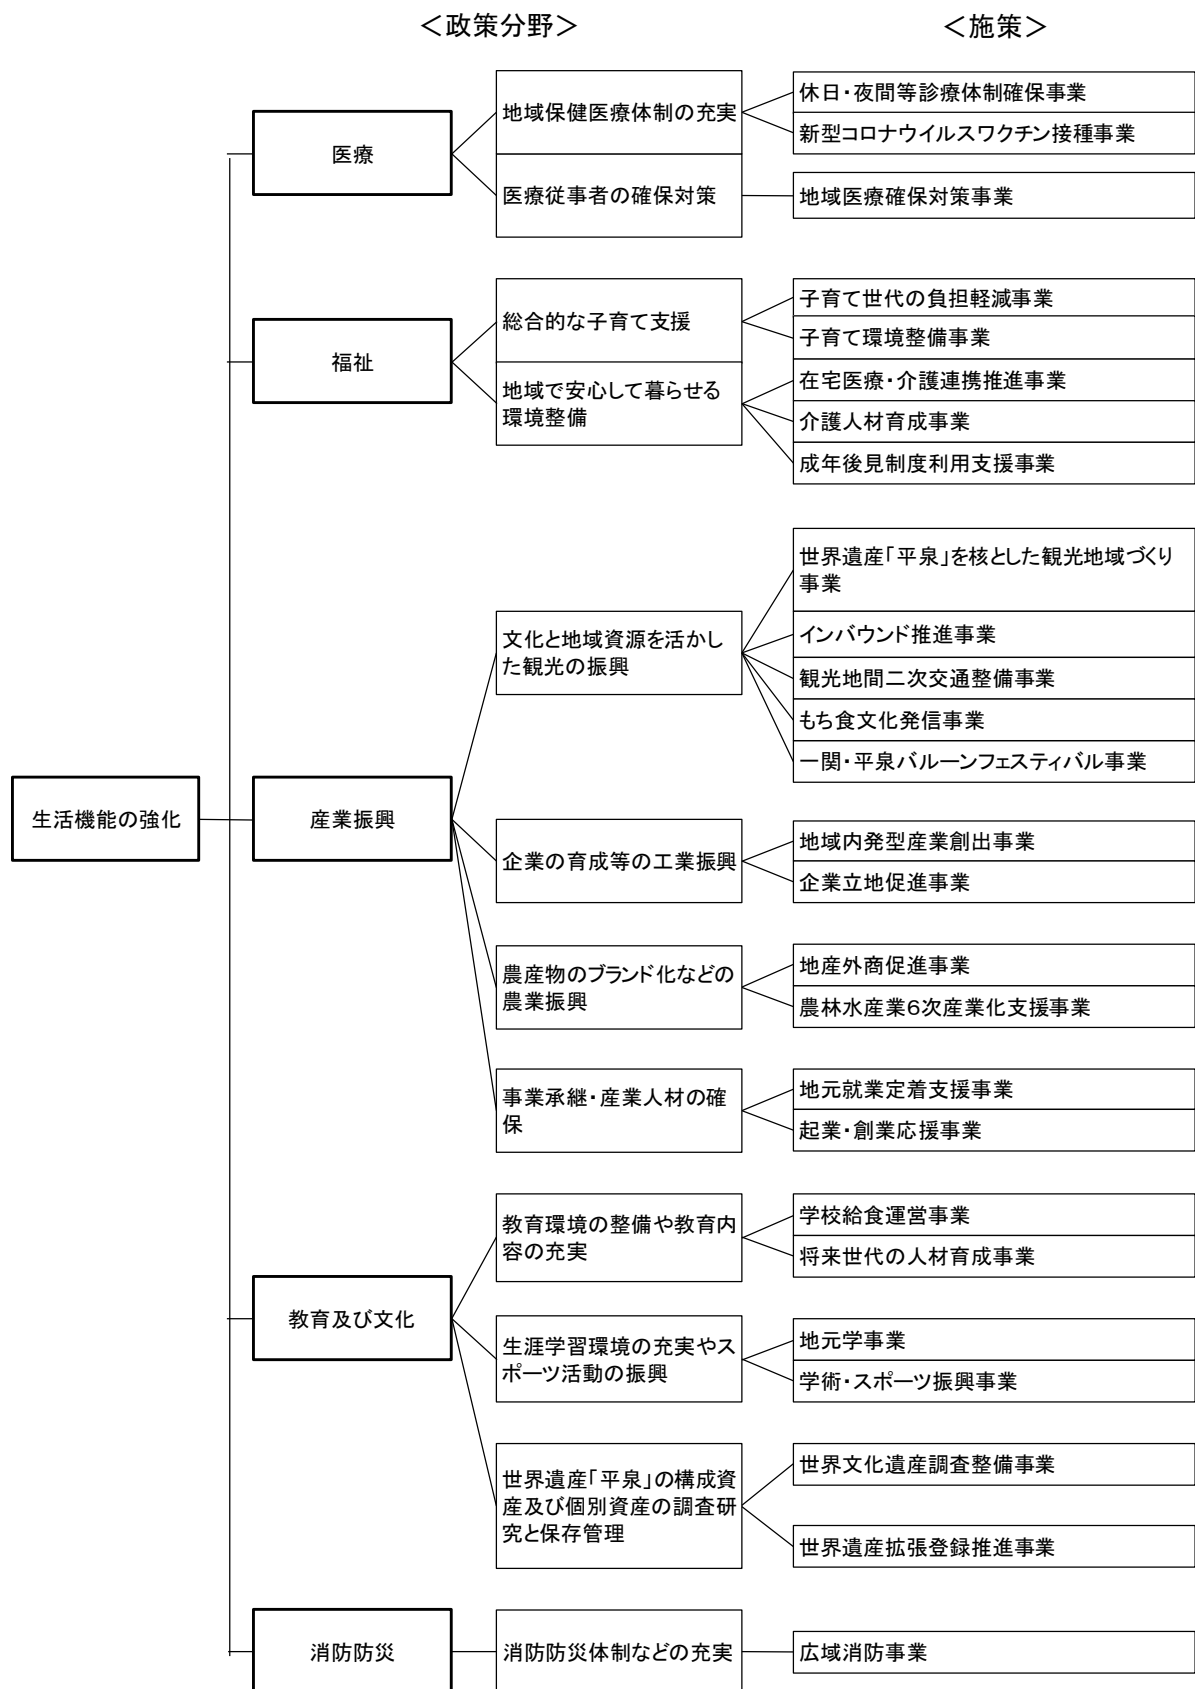 ＜政策分野＞
＜施策＞
医療
地域保健医療体制の充実
休日・夜間等診療体制確保事業
新型コロナウイルスワクチン接種事業
医療従事者の確保対策
地域医療確保対策事業
福祉
総合的な子育て支援
子育て世代の負担軽減事業
子育て環境整備事業
地域で安心して暮らせる
環境整備
在宅医療・介護連携推進事業
介護人材育成事業
成年後見制度利用支援事業
生活機能の強化
産業振興
文化と地域資源を活かし
た観光の振興
世界遺産「平泉」を核とした観光地域づくり
事業
インバウンド推進事業
観光地間二次交通整備事業
もち食文化発信事業
一関・平泉バルーンフェスティバル事業
企業の育成等の工業振興
地域内発型産業創出事業
企業立地促進事業
農産物のブランド化などの
農業振興
地産外商促進事業
農林水産業６次産業化支援事業
事業承継・産業人材の確
保
地元就業定着支援事業
起業・創業応援事業
教育及び文化
教育環境の整備や教育内
容の充実
学校給食運営事業
将来世代の人材育成事業
生涯学習環境の充実やス
ポーツ活動の振興
地元学事業
学術・スポーツ振興事業
世界遺産「平泉」の構成資
産及び個別資産の調査研
究と保存管理
世界文化遺産調査整備事業
世界遺産拡張登録推進事業
消防防災
消防防災体制などの充実
広域消防事業